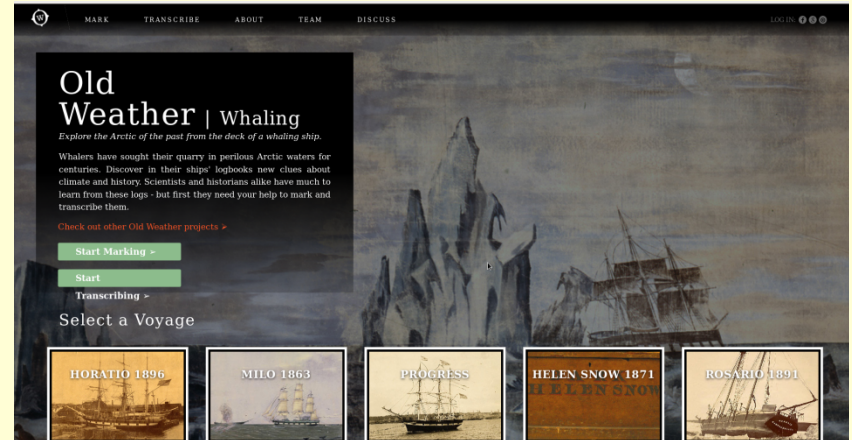 W MARK TRANSCRIBE ABOUT TEAM DISCUSS LOG IN:
Old
Weather | Whaling
Explore the Arctic of the past from the deck of a whaling ship.
Whalers have sought their quarry in perilous Arctic waters for
centuries. Discover in their ships' logbooks new clues about
climate and history. Scientists and historians alike have much to
learn from these logs - but first they need your help to mark and
transcribe them.
Check out other Old Weather projects ➢
Start Marking ➢
Start
Transcribing ➢
Select a Voyage
HORATIO 1896 MILO 1863 PROGRESS HELEN SNOW 1871 ROSARIO 1891
HELEN SNOW